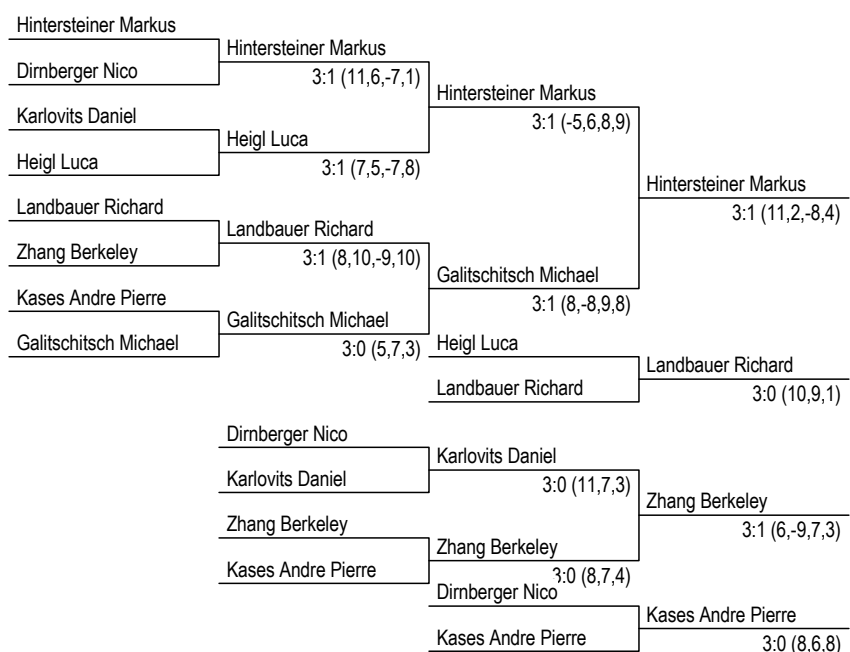 Hintersteiner Markus
Hintersteiner Markus
Dirnberger Nico
3:1 (11,6,-7,1)
Hintersteiner Markus
Karlovits Daniel
3:1 (-5,6,8,9)
Heigl Luca
Heigl Luca
3:1 (7,5,-7,8)
Hintersteiner Markus
Landbauer Richard
3:1 (11,2,-8,4)
Landbauer Richard
Zhang Berkeley
3:1 (8,10,-9,10)
Galitschitsch Michael
Kases Andre Pierre
3:1 (8,-8,9,8)
Galitschitsch Michael
Galitschitsch Michael
3:0 (5,7,3)
Heigl Luca
Landbauer Richard
Landbauer Richard
3:0 (10,9,1)
Dirnberger Nico
Karlovits Daniel
Karlovits Daniel
3:0 (11,7,3)
Zhang Berkeley
Zhang Berkeley
3:1 (6,-9,7,3)
Zhang Berkeley
Kases Andre Pierre
3:0 (8,7,4)
Dirnberger Nico
Kases Andre Pierre
Kases Andre Pierre
3:0 (8,6,8)